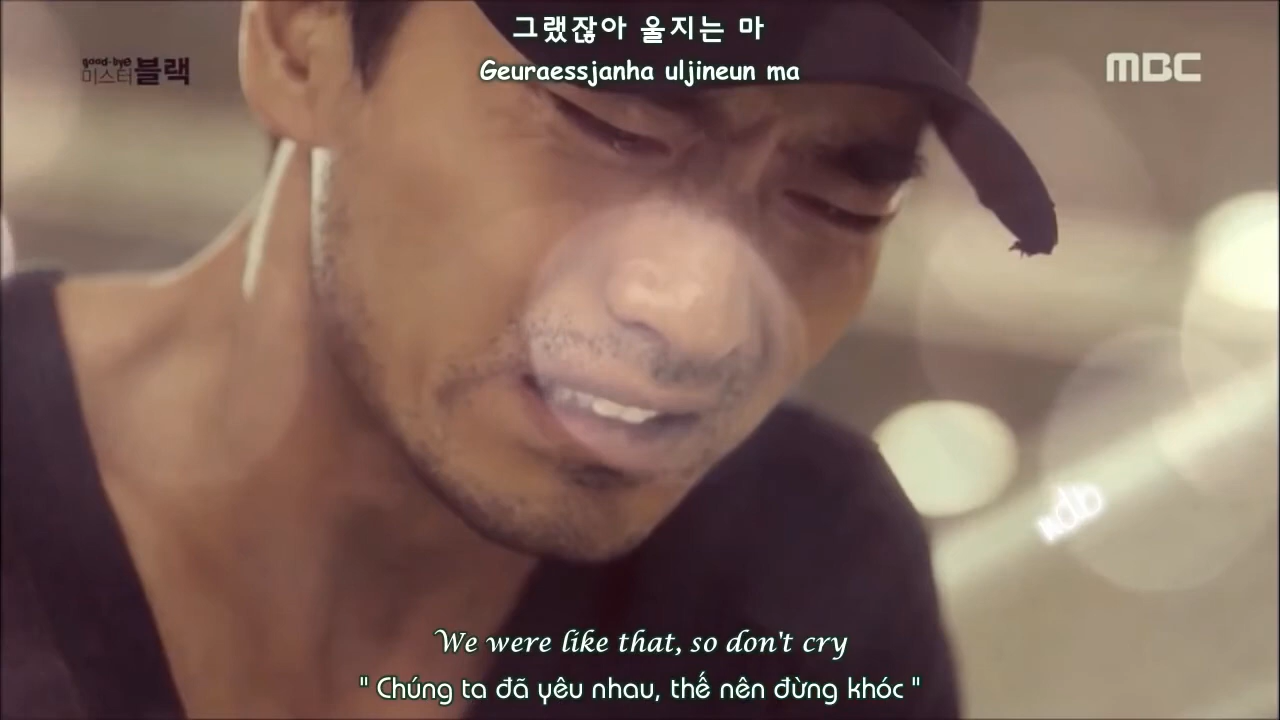 그랬잖아 울지는 마
Geuraessjanha uljineun ma
good-bye
미스터 블랙
MBC
We were like that, so don't cry
" Chúng ta đã yêu nhau, thế nên đừng khóc "